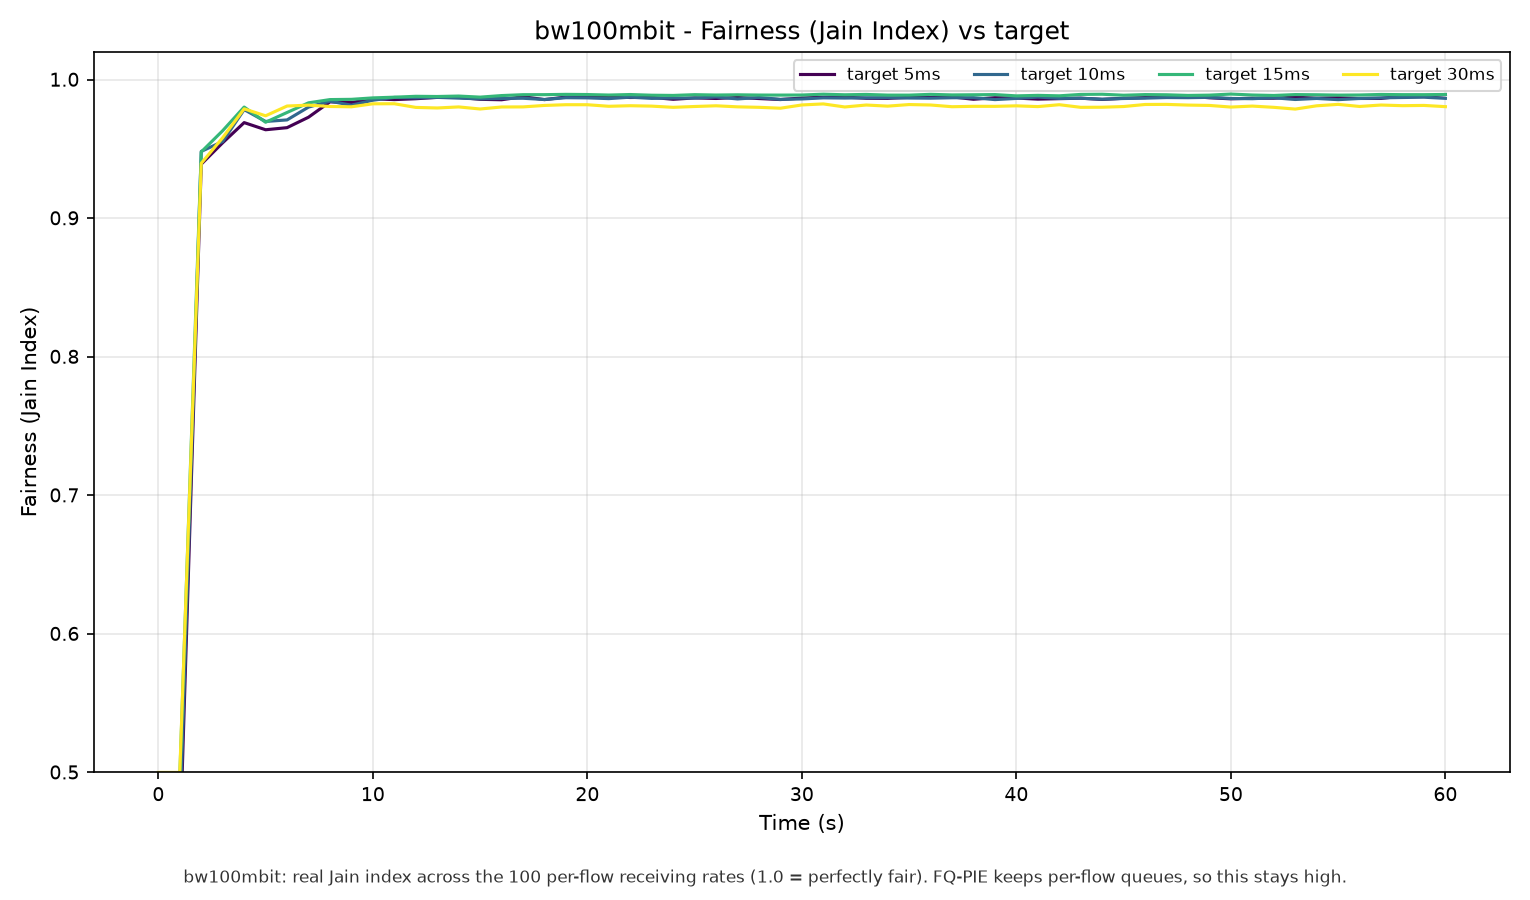 bw100mbit - Fairness (Jain Index) vs target
target 5ms target 10ms target 15ms target 30ms
1.0
0.9
0.8
0.7
0.6
0.5
Fairness (Jain Index)
0 10 20 30 40 50 60
Time (s)
bw100mbit: real Jain index across the 100 per-flow receiving rates (1.0 = perfectly fair). FQ-PIE keeps per-flow queues, so this stays high.